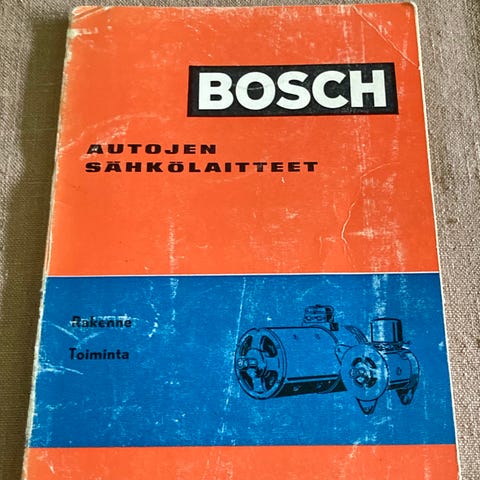 BOSCH
AUTOJEN
SÄHKÖLAITTEET
Rakenne
Toiminta